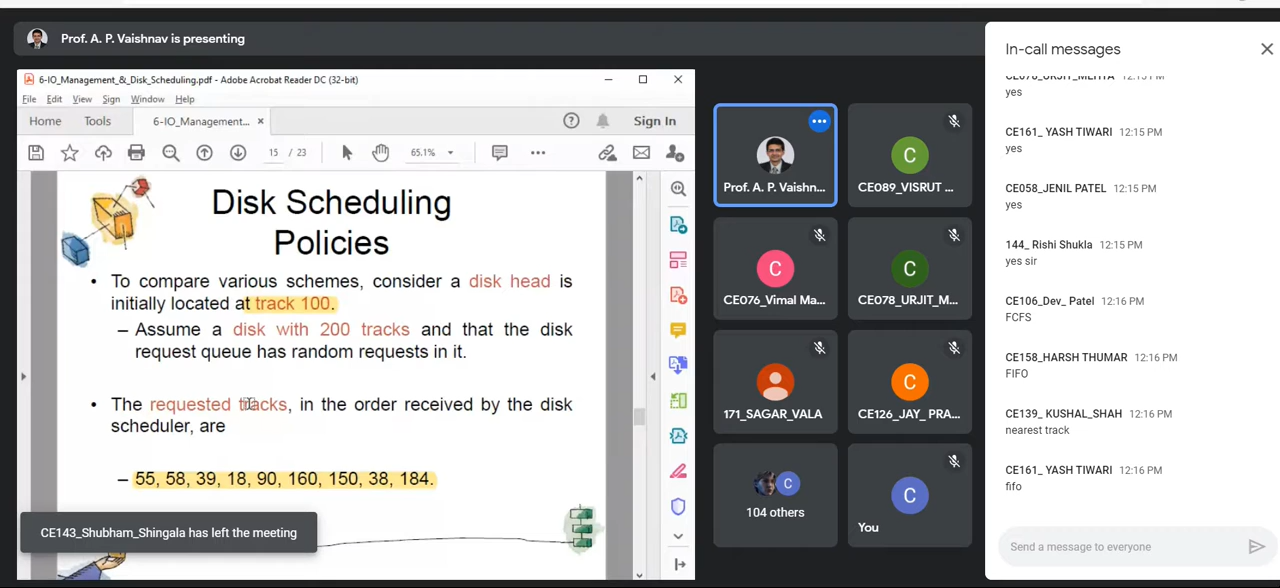 Prof. A. P. Vaishnav is presenting
6-IO_Management_&_Disk_Scheduling.pdf - Adobe Acrobat Reader DC (32-bit)
File Edit View Sign Window Help
Home Tools 6-IO_Management... × Sign In
15 / 23 65.1%
Disk Scheduling
Policies
• To compare various schemes, consider a disk head is
initially located at track 100.
– Assume a disk with 200 tracks and that the disk
request queue has random requests in it.
• The requested tracks, in the order received by the disk
scheduler, are
– 55, 58, 39, 18, 90, 160, 150, 38, 184.
CE143_Shubham_Shingala has left the meeting
Prof. A. P. Vaishn...
C
CE089_VISRUT ...
C
CE076_Vimal Ma...
C
CE078_URJIT_M...
171_SAGAR_VALA
C
CE126_JAY_PRA...
C
104 others
C
You
In-call messages
CE078_URJIT_MEHTA 12:15 PM
yes
CE161_ YASH TIWARI 12:15 PM
yes
CE058_JENIL PATEL 12:15 PM
yes
144_ Rishi Shukla 12:15 PM
yes sir
CE106_Dev_ Patel 12:16 PM
FCFS
CE158_HARSH THUMAR 12:16 PM
FIFO
CE139_ KUSHAL_SHAH 12:16 PM
nearest track
CE161_ YASH TIWARI 12:16 PM
fifo
Send a message to everyone